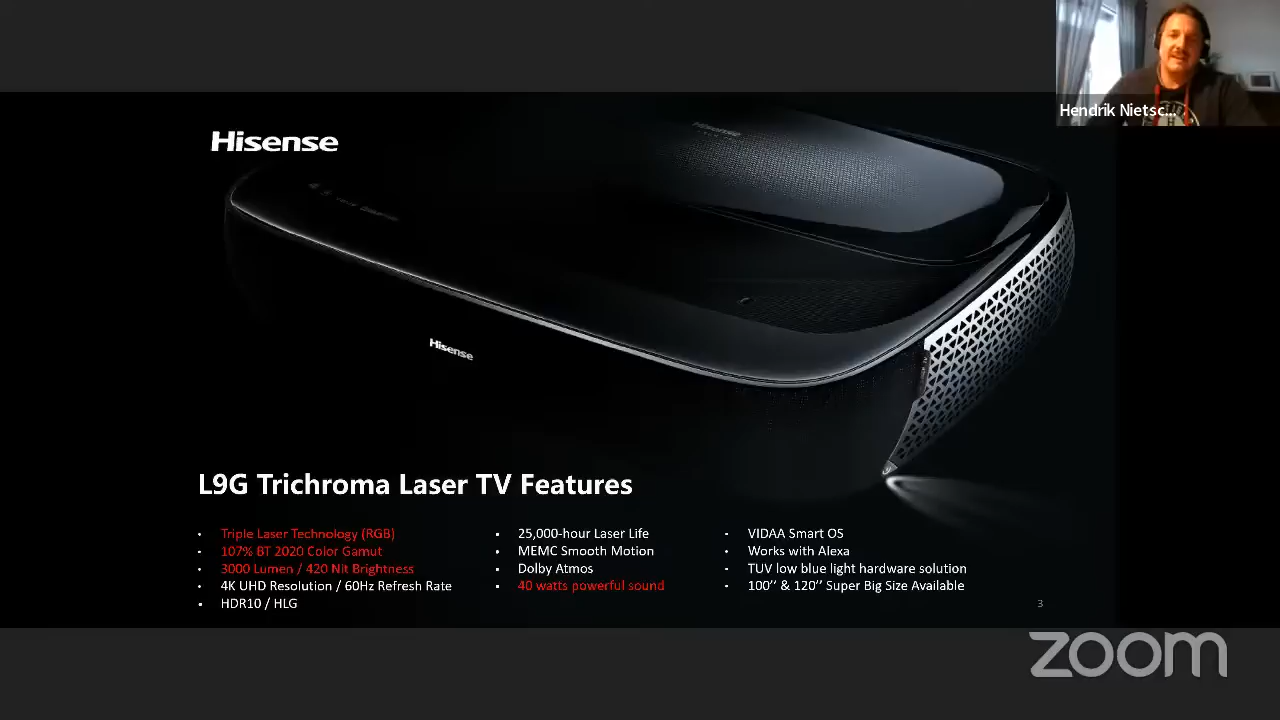 Hendrik Nietsc...
Hisense
Hisense
Hisense
L9G Trichroma Laser TV Features
• Triple Laser Technology (RGB)
• 107% BT 2020 Color Gamut
• 3000 Lumen / 420 Nit Brightness
• 4K UHD Resolution / 60Hz Refresh Rate
• HDR10 / HLG
• 25,000-hour Laser Life
• MEMC Smooth Motion
• Dolby Atmos
• 40 watts powerful sound
• VIDAA Smart OS
• Works with Alexa
• TUV low blue light hardware solution
• 100’’ & 120’’ Super Big Size Available
3
zoom